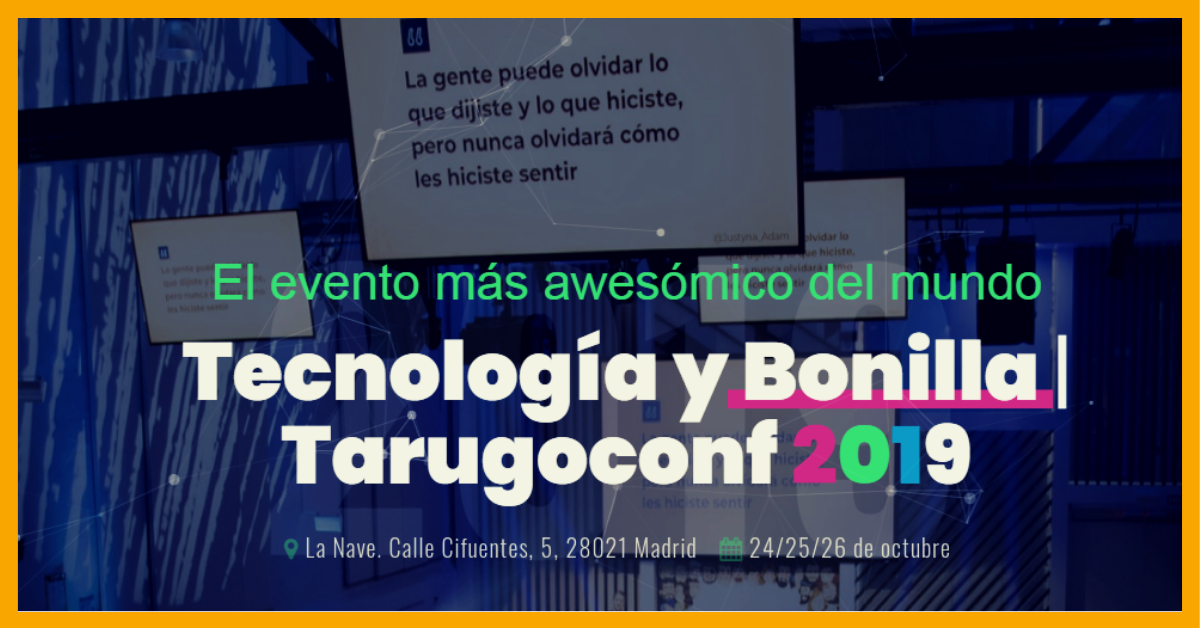 La gente puede olvidar lo
que dijiste y lo que hiciste,
pero nunca olvidará cómo
les hiciste sentir
@Justyna_Adam
El evento más awesómico del mundo
Tecnología y Bonilla |
Tarugoconf 2019
La Nave. Calle Cifuentes, 5, 28021 Madrid
24/25/26 de octubre